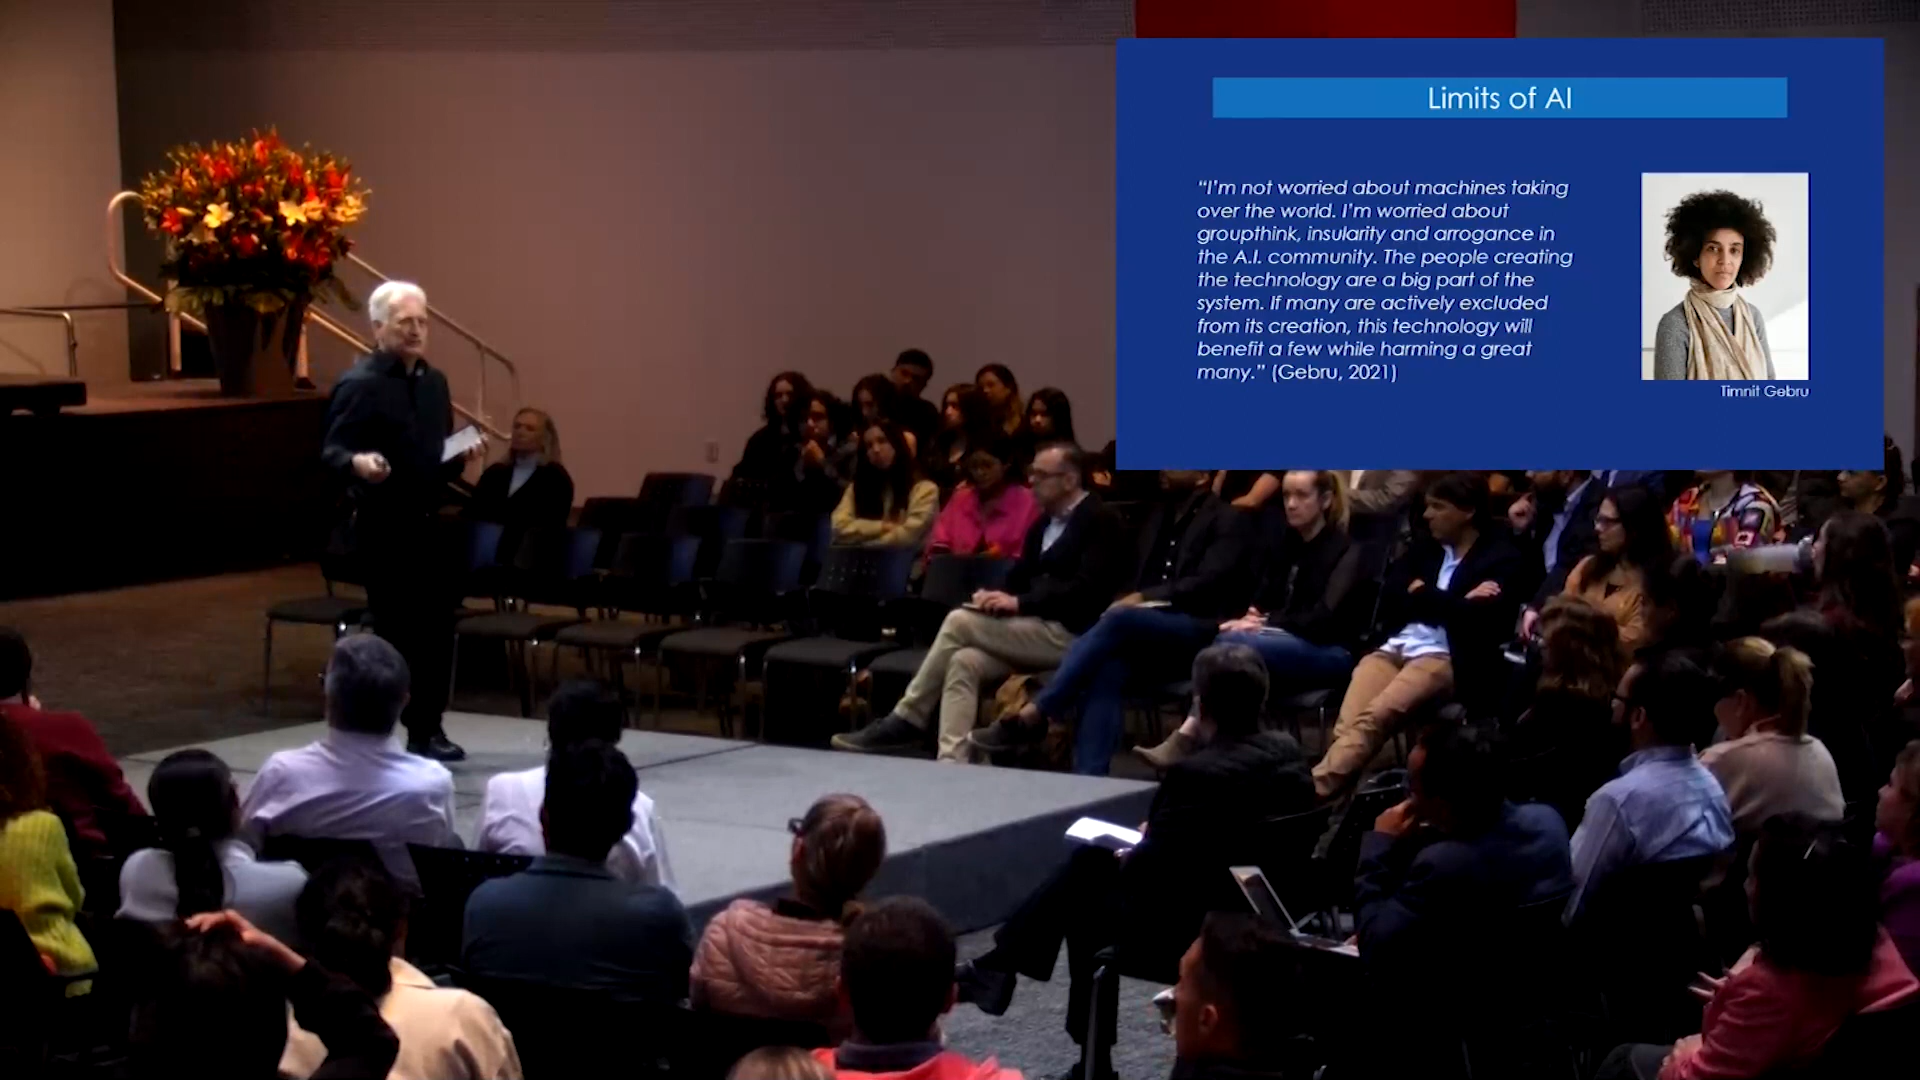 Limits of AI
“I’m not worried about machines taking
over the world. I’m worried about
groupthink, insularity and arrogance in
the A.I. community. The people creating
the technology are a big part of the
system. If many are actively excluded
from its creation, this technology will
benefit a few while harming a great
many.” (Gebru, 2021)
Timnit Gebru